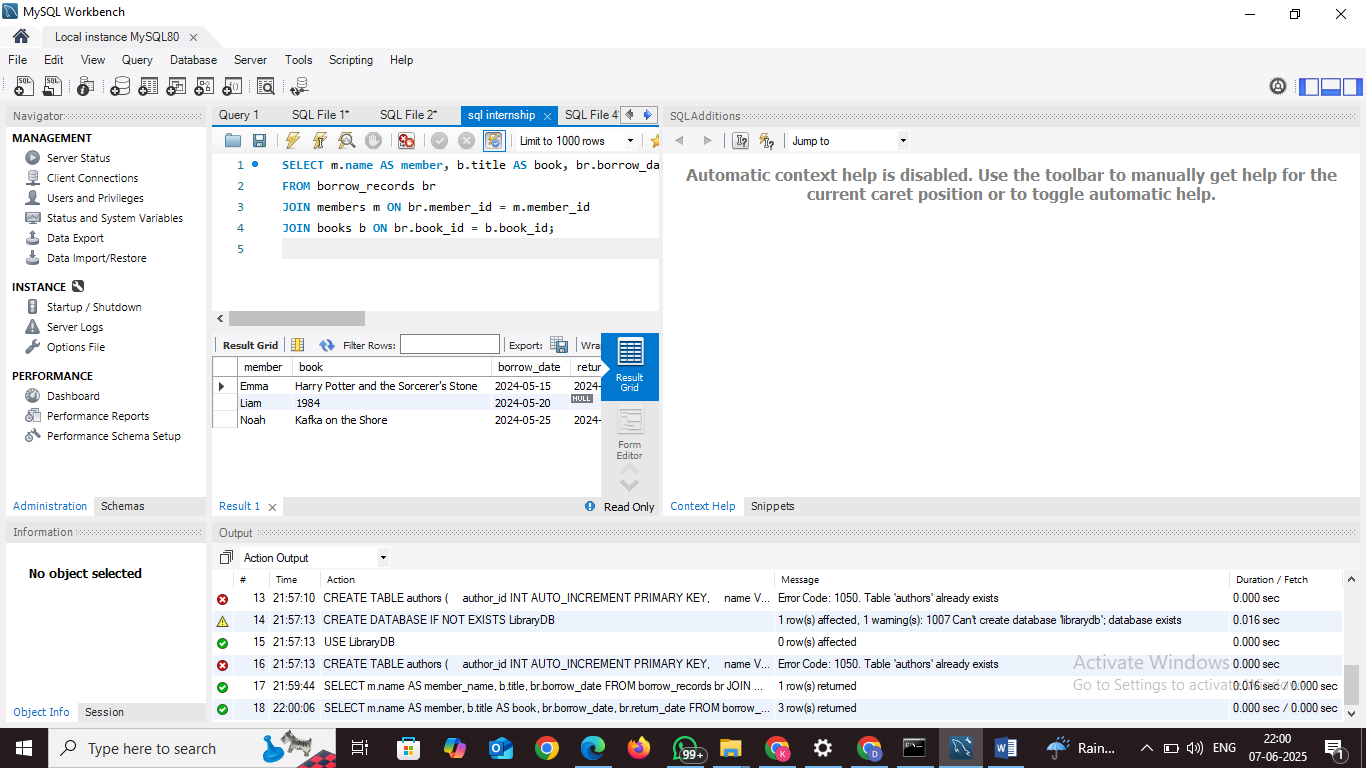 MySQL Workbench
Local instance MySQL80
File Edit View Query Database Server Tools Scripting Help
Navigator
MANAGEMENT
Server Status
Client Connections
Users and Privileges
Status and System Variables
Data Export
Data Import/Restore
INSTANCE
Startup / Shutdown
Server Logs
Options File
PERFORMANCE
Dashboard
Performance Reports
Performance Schema Setup
Administration Schemas
Information
No object selected
Object Info Session
Query 1 SQL File 1* SQL File 2* sql internship SQL File 4
Limit to 1000 rows
1 SELECT m.name AS member, b.title AS book, br.borrow_da
2 FROM borrow_records br
3 JOIN members m ON br.member_id = m.member_id
4 JOIN books b ON br.book_id = b.book_id;
5
Result Grid Filter Rows: Export: Wrap
member book borrow_date retur
Emma Harry Potter and the Sorcerer's Stone 2024-05-15 2024-
Liam 1984 2024-05-20 NULL
Noah Kafka on the Shore 2024-05-25 2024-
Result Grid
Form Editor
Result 1 Read Only
SQLAdditions
Jump to
Automatic context help is disabled. Use the toolbar to manually get help for the
current caret position or to toggle automatic help.
Context Help Snippets
Output
Action Output
# Time Action Message Duration / Fetch
13 21:57:10 CREATE TABLE authors ( author_id INT AUTO_INCREMENT PRIMARY KEY, name V... Error Code: 1050. Table 'authors' already exists 0.000 sec
14 21:57:13 CREATE DATABASE IF NOT EXISTS LibraryDB 1 row(s) affected, 1 warning(s): 1007 Can't create database 'librarydb'; database exists 0.016 sec
15 21:57:13 USE LibraryDB 0 row(s) affected 0.000 sec
16 21:57:13 CREATE TABLE authors ( author_id INT AUTO_INCREMENT PRIMARY KEY, name V... Error Code: 1050. Table 'authors' already exists 0.000 sec
17 21:59:44 SELECT m.name AS member_name, b.title, br.borrow_date FROM borrow_records br JOIN ... 1 row(s) returned 0.016 sec / 0.000 sec
18 22:00:06 SELECT m.name AS member, b.title AS book, br.borrow_date, br.return_date FROM borrow_... 3 row(s) returned 0.000 sec / 0.000 sec
Activate Windows
Go to Settings to activate Windows.
Type here to search
99+
K
D
Rain...
ENG
22:00
07-06-2025
1